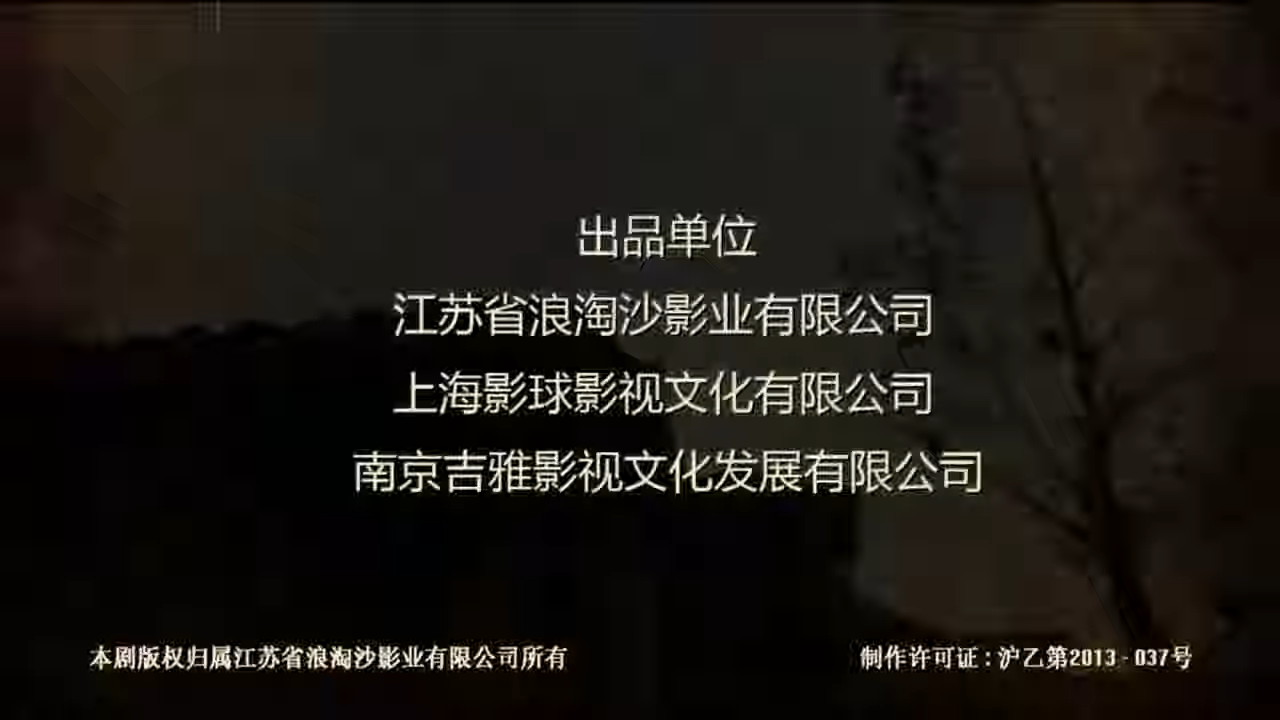 出品单位
江苏省浪淘沙影业有限公司
上海影球影视文化有限公司
南京吉雅影视文化发展有限公司
本剧版权归属江苏省浪淘沙影业有限公司所有
制作许可证：沪乙第2013-037号